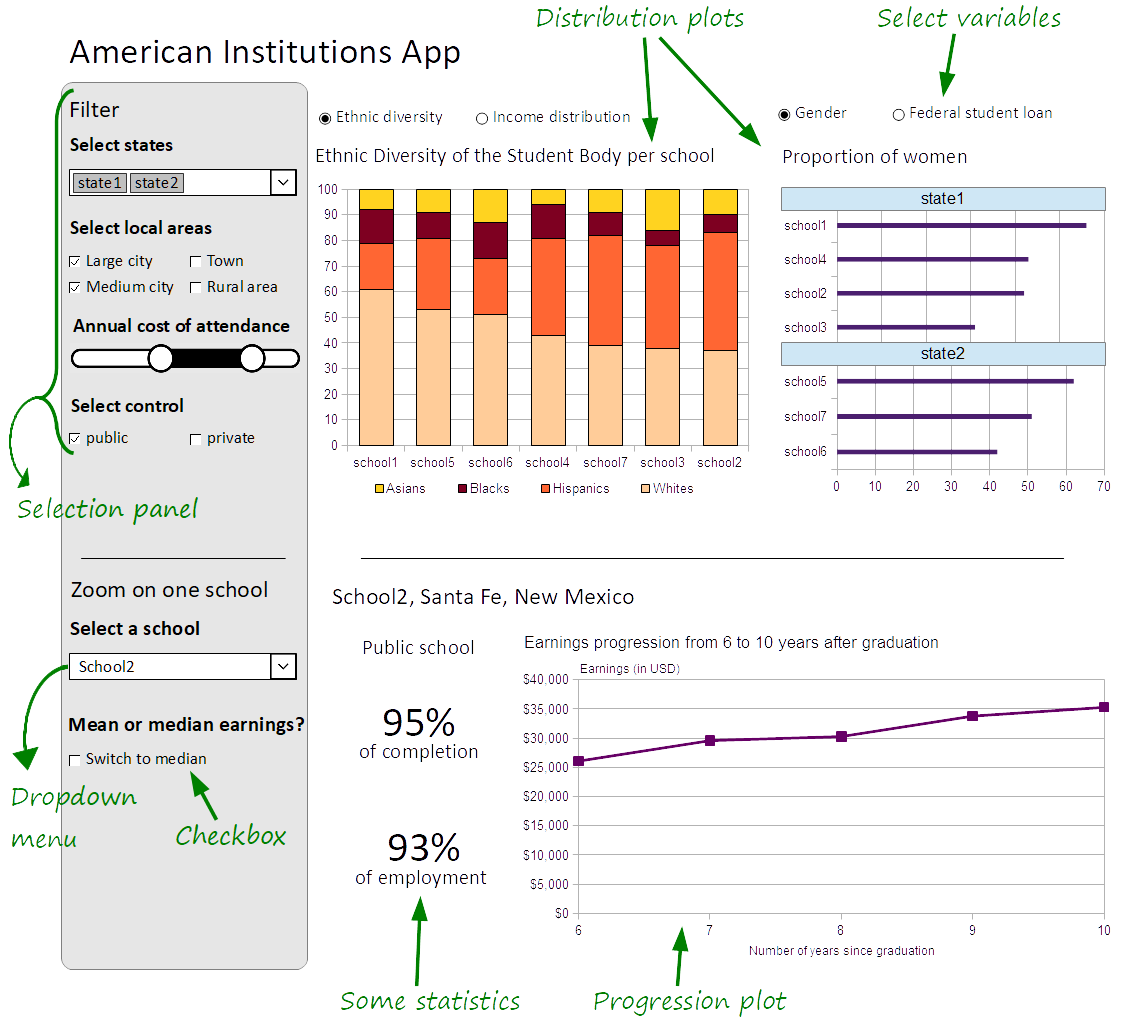 Distribution plots
Select variables
American Institutions App
Filter
Select states
state1 state2
Select local areas
Large city Town
Medium city Rural area
Annual cost of attendance
Select control
public private
Selection panel
Zoom on one school
Select a school
School2
Mean or median earnings?
Switch to median
Dropdown
menu
Checkbox
Ethnic diversity Income distribution
Ethnic Diversity of the Student Body per school
100
90
80
70
60
50
40
30
20
10
0
school1 school5 school6 school4 school7 school3 school2
Asians Blacks Hispanics Whites
Gender Federal student loan
Proportion of women
state1
school1
school4
school2
school3
state2
school5
school7
school6
0 10 20 30 40 50 60 70
School2, Santa Fe, New Mexico
Public school
95%
of completion
93%
of employment
Some statistics
Earnings progression from 6 to 10 years after graduation
Earnings (in USD)
$40,000
$35,000
$30,000
$25,000
$20,000
$15,000
$10,000
$5,000
$0
6 7 8 9 10
Number of years since graduation
Progression plot